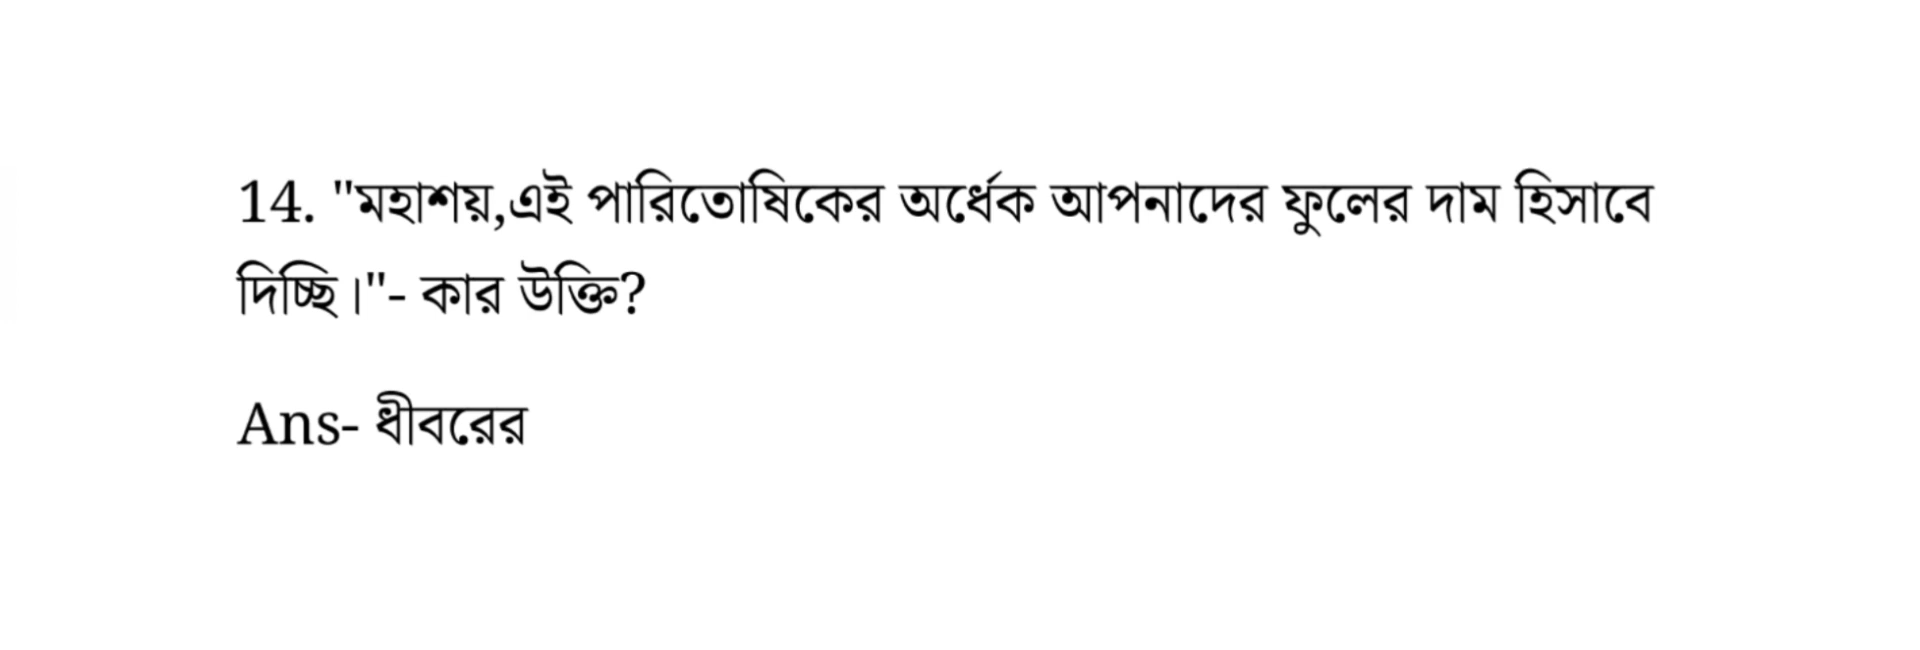 14. "মহাশয়,এই পারিতোষিকের অর্ধেক আপনাদের ফুলের দাম হিসাবে
দিচ্ছি।"- কার উক্তি?
Ans- ধীবরের